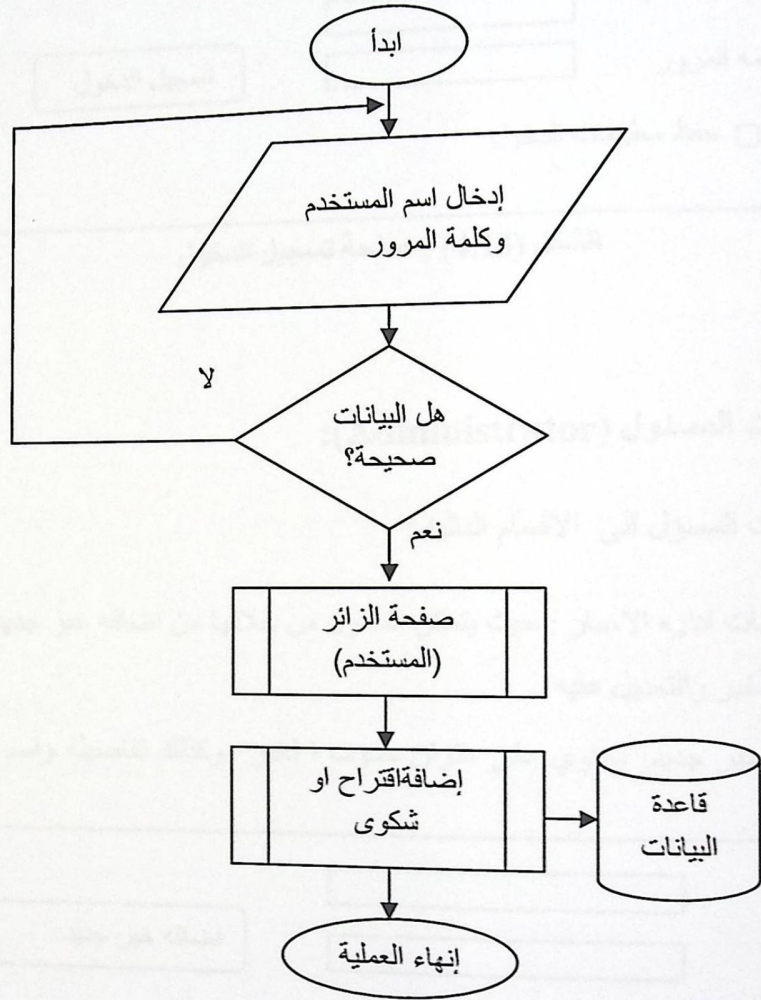 ابدأ
إدخال اسم المستخدم
وكلمة المرور
هل البيانات
صحيحة؟
لا
نعم
صفحة الزائر
(المستخدم)
إضافةاقتراح او
شكوى
قاعدة
البيانات
إنهاء العملية